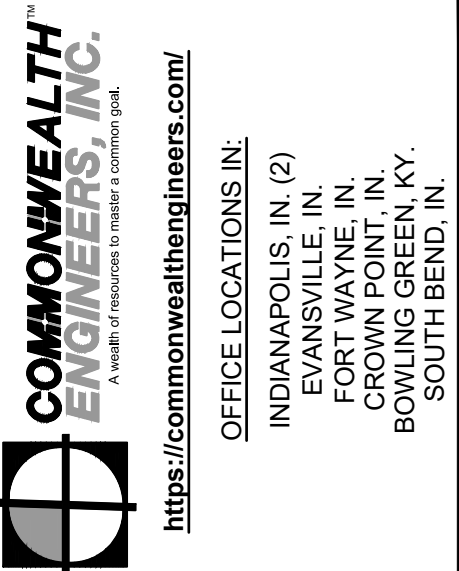 COMMONWEALTH™
ENGINEERS, INC.
A wealth of resources to master a common goal.
https://commonwealthengineers.com/
OFFICE LOCATIONS IN:
INDIANAPOLIS, IN. (2)
EVANSVILLE, IN.
FORT WAYNE, IN.
CROWN POINT, IN.
BOWLING GREEN, KY.
SOUTH BEND, IN.